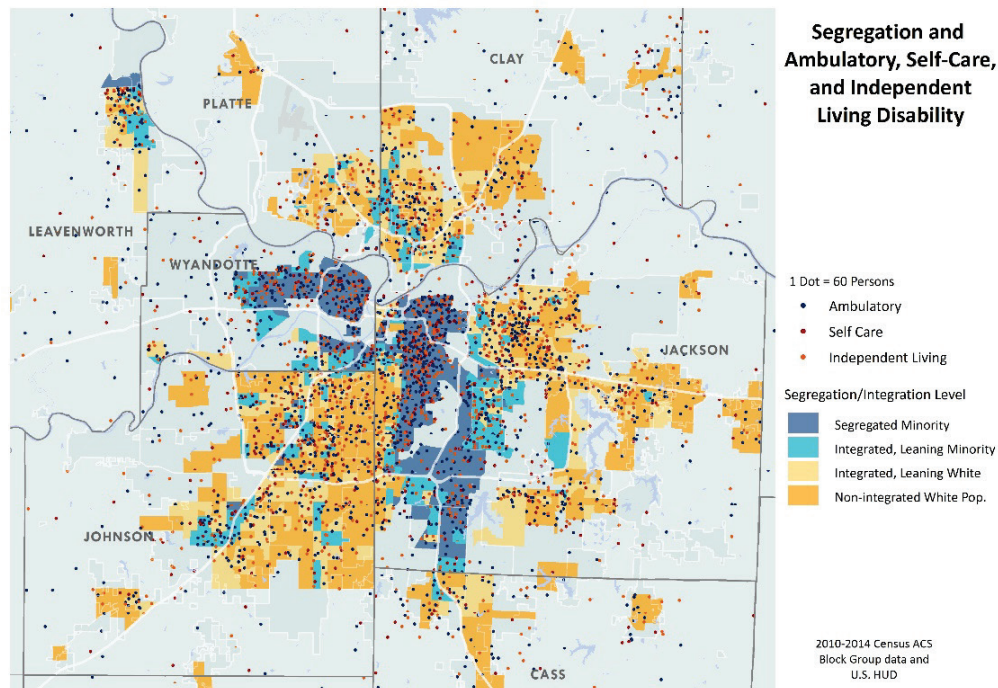 Segregation and
Ambulatory, Self-Care,
and Independent
Living Disability
CLAY
PLATTE
LEAVENWORTH
WYANDOTTE
JACKSON
JOHNSON
CASS
1 Dot = 60 Persons
Ambulatory
Self Care
Independent Living
Segregation/Integration Level
Segregated Minority
Integrated, Leaning Minority
Integrated, Leaning White
Non-integrated White Pop.
2010-2014 Census ACS
Block Group data and
U.S. HUD